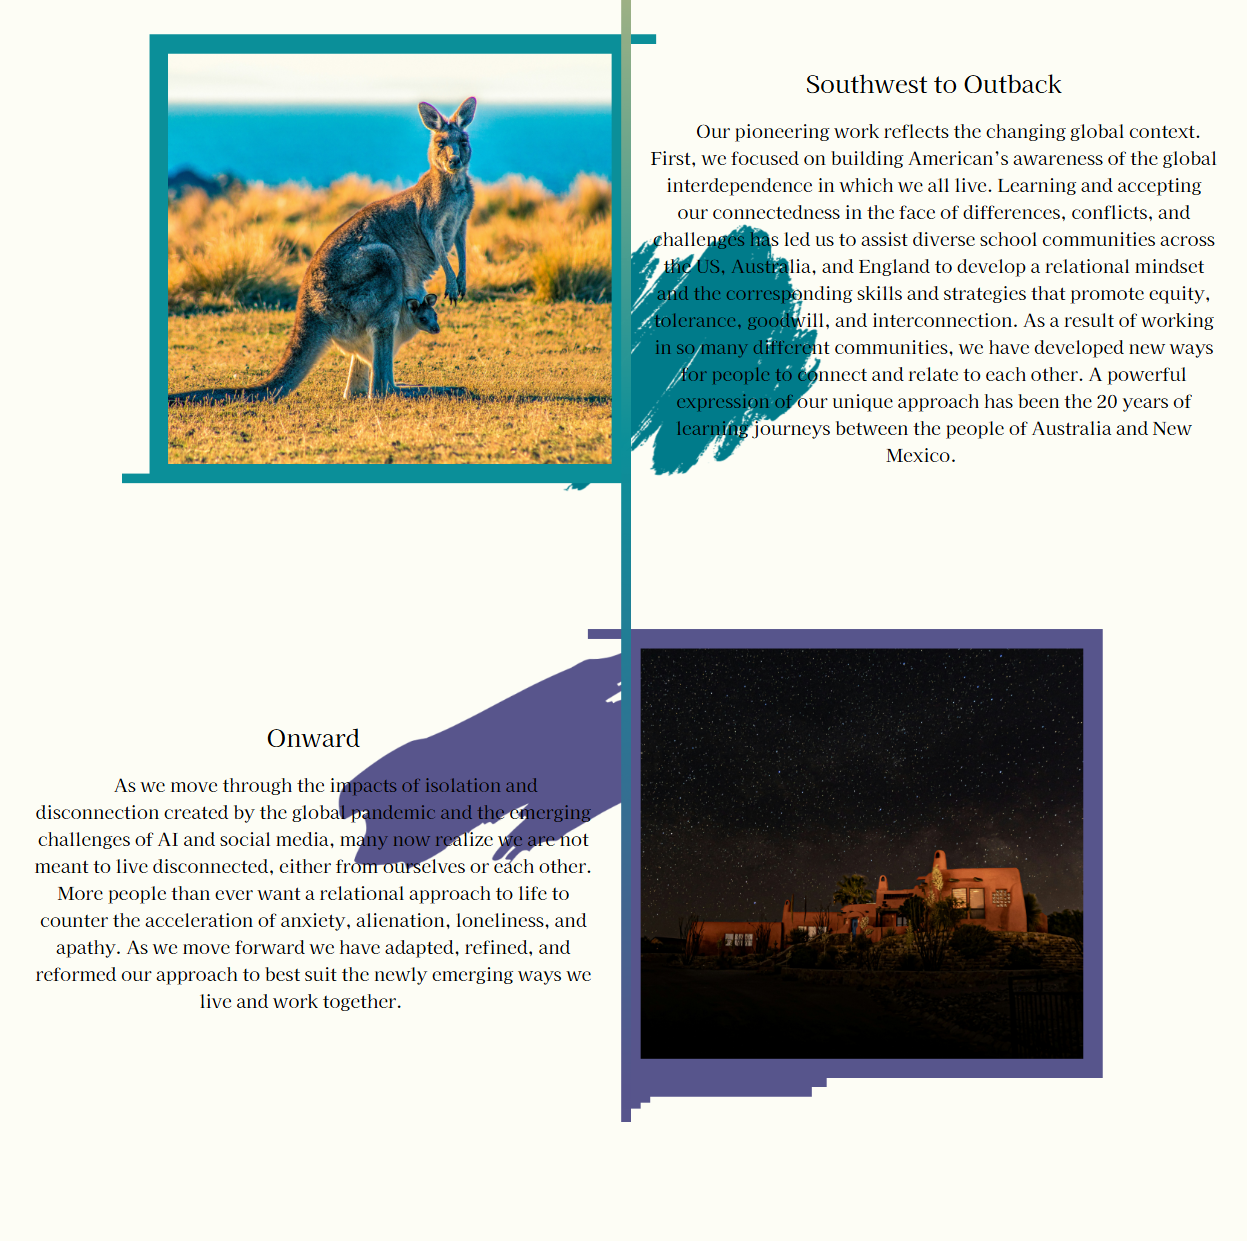 Southwest to Outback
Our pioneering work reflects the changing global context.
First, we focused on building American's awareness of the global
interdependence in which we all live. Learning and accepting
our connectedness in the face of differences, conflicts, and
challenges has led us to assist diverse school communities across
the US, Australia, and England to develop a relational mindset
and the corresponding skills and strategies that promote equity,
tolerance, goodwill, and interconnection. As a result of working
in so many different communities, we have developed new ways
for people to connect and relate to each other. A powerful
expression of our unique approach has been the 20 years of
learning journeys between the people of Australia and New
Mexico.
Onward
As we move through the impacts of isolation and
disconnection created by the global pandemic and the emerging
challenges of AI and social media, many now realize we are not
meant to live disconnected, either from ourselves or each other.
More people than ever want a relational approach to life to
counter the acceleration of anxiety, alienation, loneliness, and
apathy. As we move forward we have adapted, refined, and
reformed our approach to best suit the newly emerging ways we
live and work together.